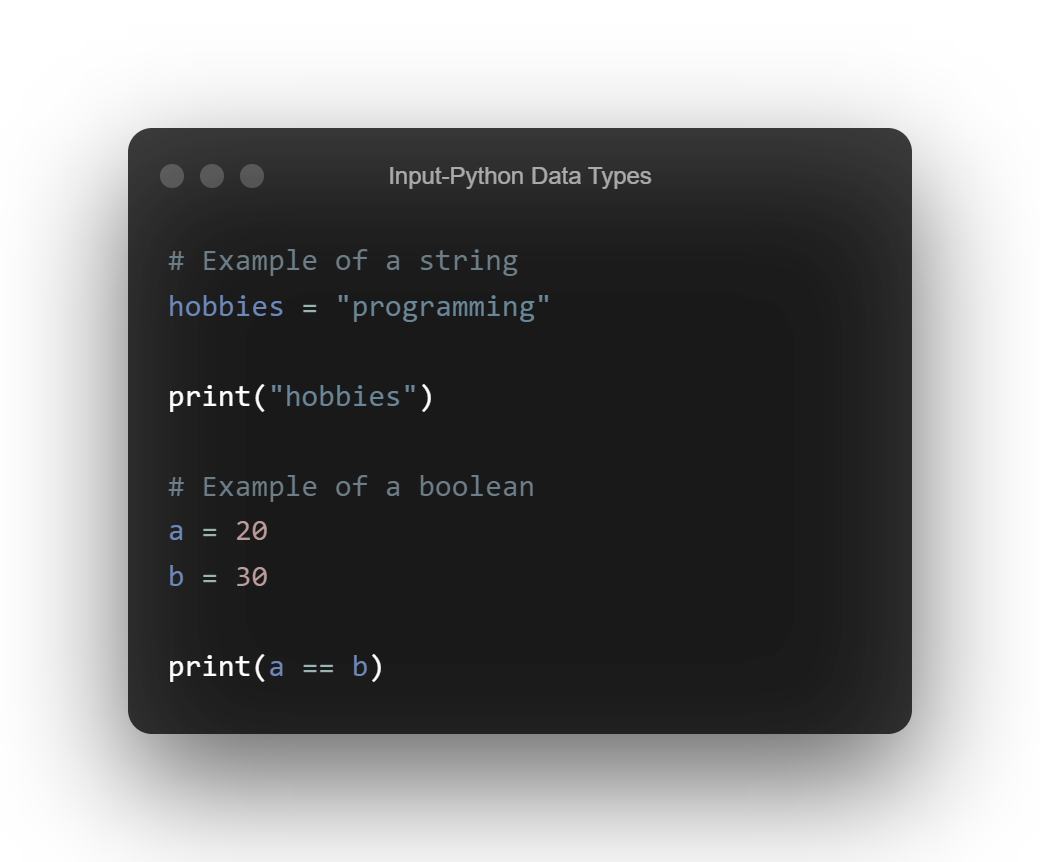 Input-Python Data Types
# Example of a string
hobbies = "programming"
print("hobbies")
# Example of a boolean
a = 20
b = 30
print(a == b)